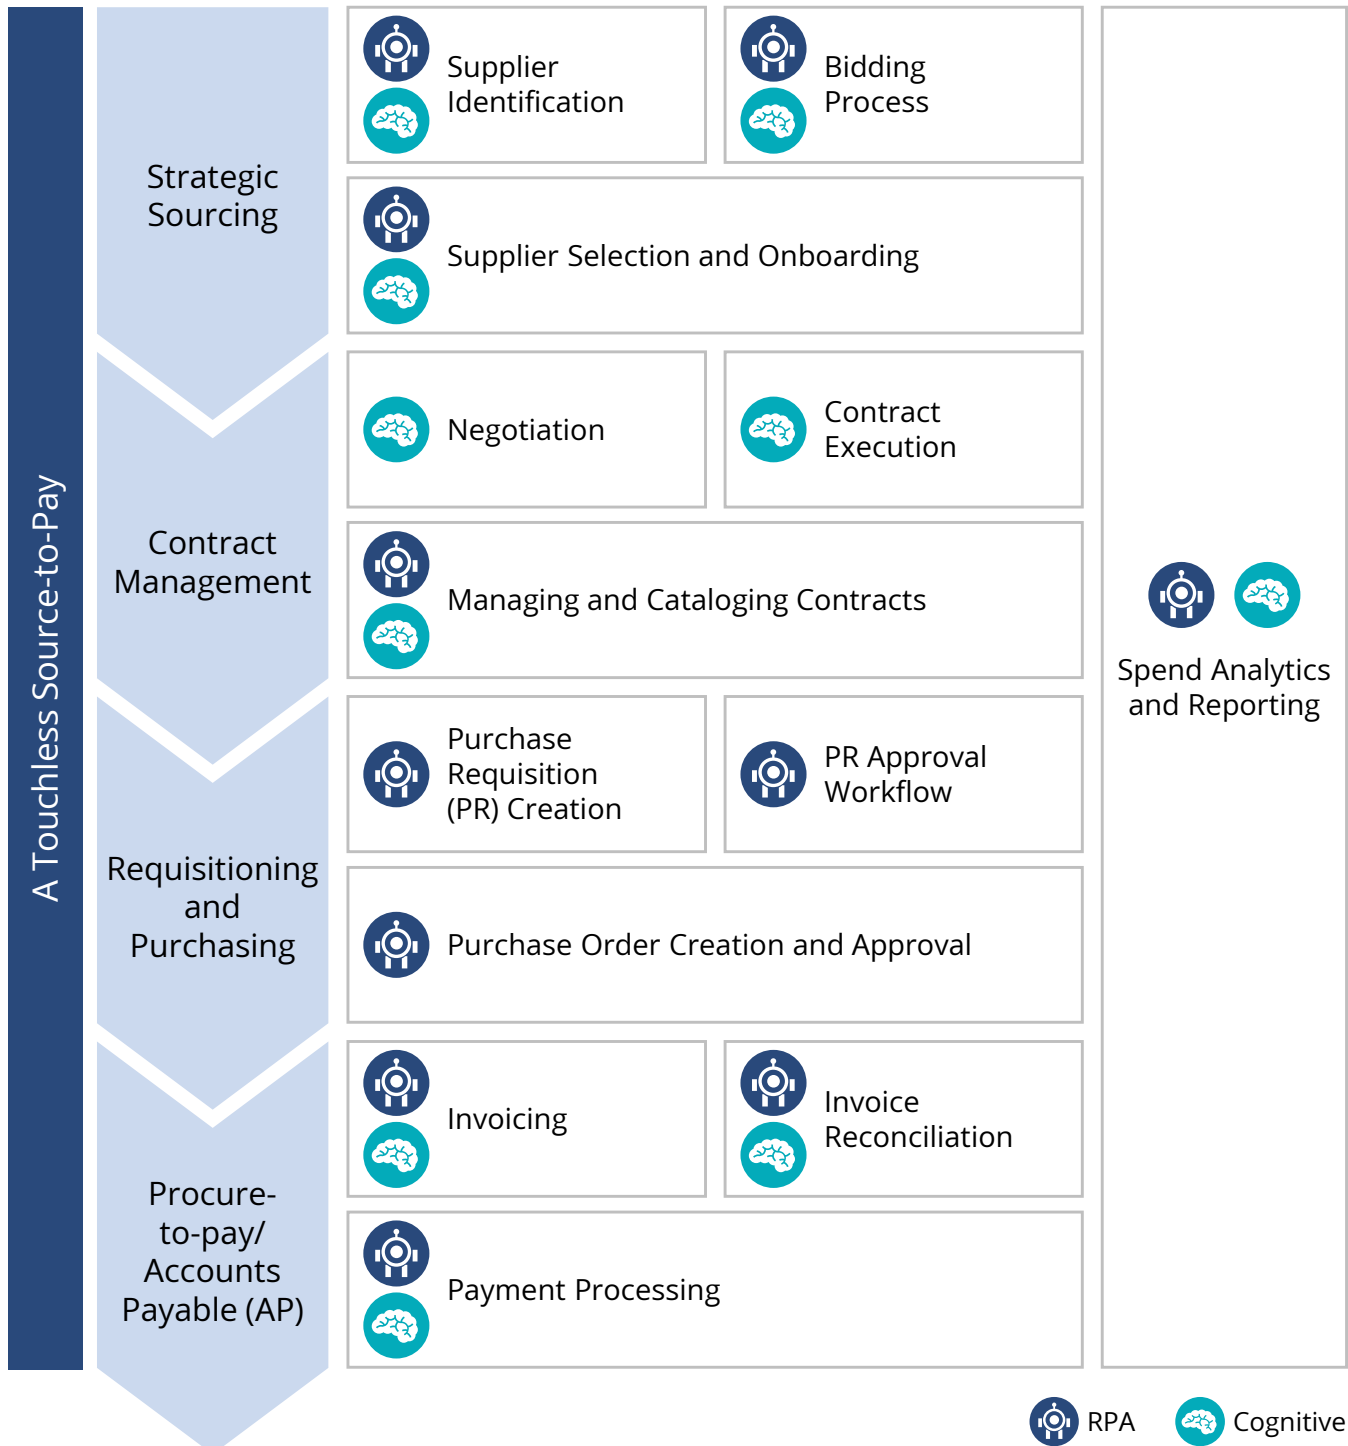 A Touchless Source-to-Pay
Strategic
Sourcing
Supplier
Identification
Bidding
Process
Supplier Selection and Onboarding
Contract
Management
Negotiation
Contract
Execution
Managing and Cataloging Contracts
Requisitioning
and
Purchasing
Purchase
Requisition
(PR) Creation
PR Approval
Workflow
Purchase Order Creation and Approval
Procure-
to-pay/
Accounts
Payable (AP)
Invoicing
Invoice
Reconciliation
Payment Processing
Spend Analytics
and Reporting
RPA
Cognitive